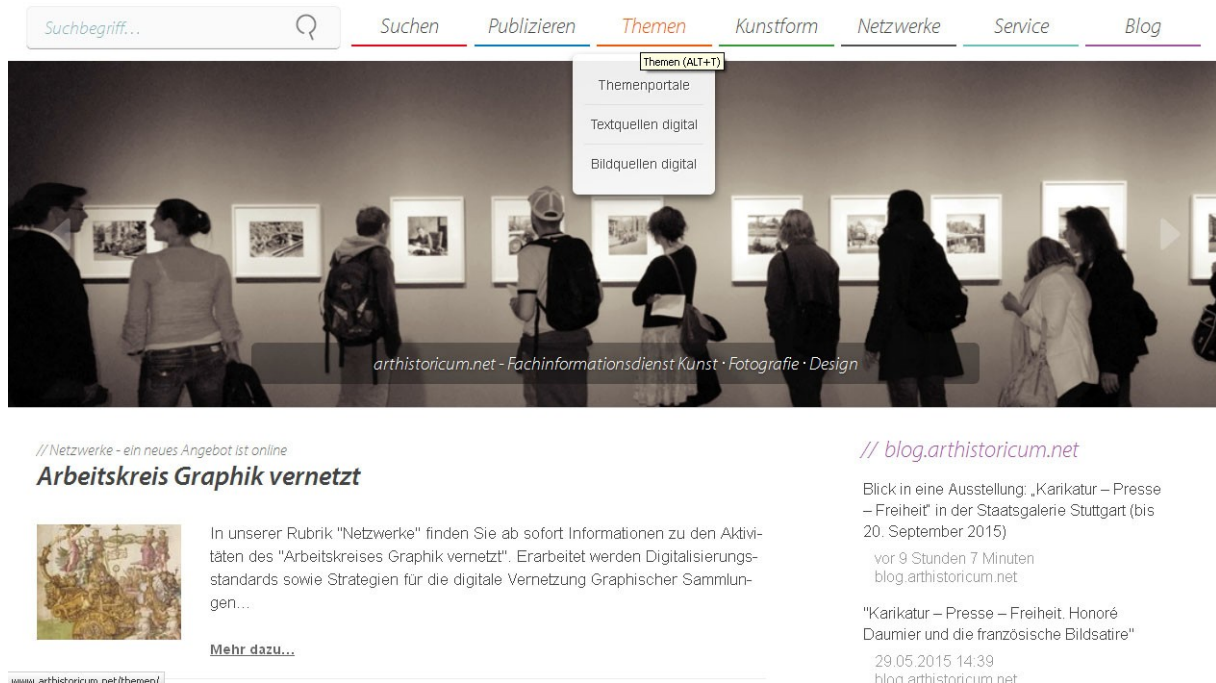 Suchbegriff...
Suchen
Publizieren
Themen
Kunstform
Netzwerke
Service
Blog
Themen (ALT+T)
Themenportale
Textquellen digital
Bildquellen digital
arthistoricum.net - Fachinformationsdienst Kunst · Fotografie · Design
// Netzwerke - ein neues Angebot ist online
Arbeitskreis Graphik vernetzt
In unserer Rubrik "Netzwerke" finden Sie ab sofort Informationen zu den Aktivi-
täten des "Arbeitskreises Graphik vernetzt". Erarbeitet werden Digitalisierungs-
standards sowie Strategien für die digitale Vernetzung Graphischer Sammlun-
gen...
Mehr dazu...
// blog.arthistoricum.net
Blick in eine Ausstellung: „Karikatur – Presse
– Freiheit" in der Staatsgalerie Stuttgart (bis
20. September 2015)
vor 9 Stunden 7 Minuten
blog.arthistoricum.net
"Karikatur – Presse – Freiheit. Honoré
Daumier und die französische Bildsatire"
29.05.2015 14:39
blog.arthistoricum.net
www.arthistoricum.net/themen/